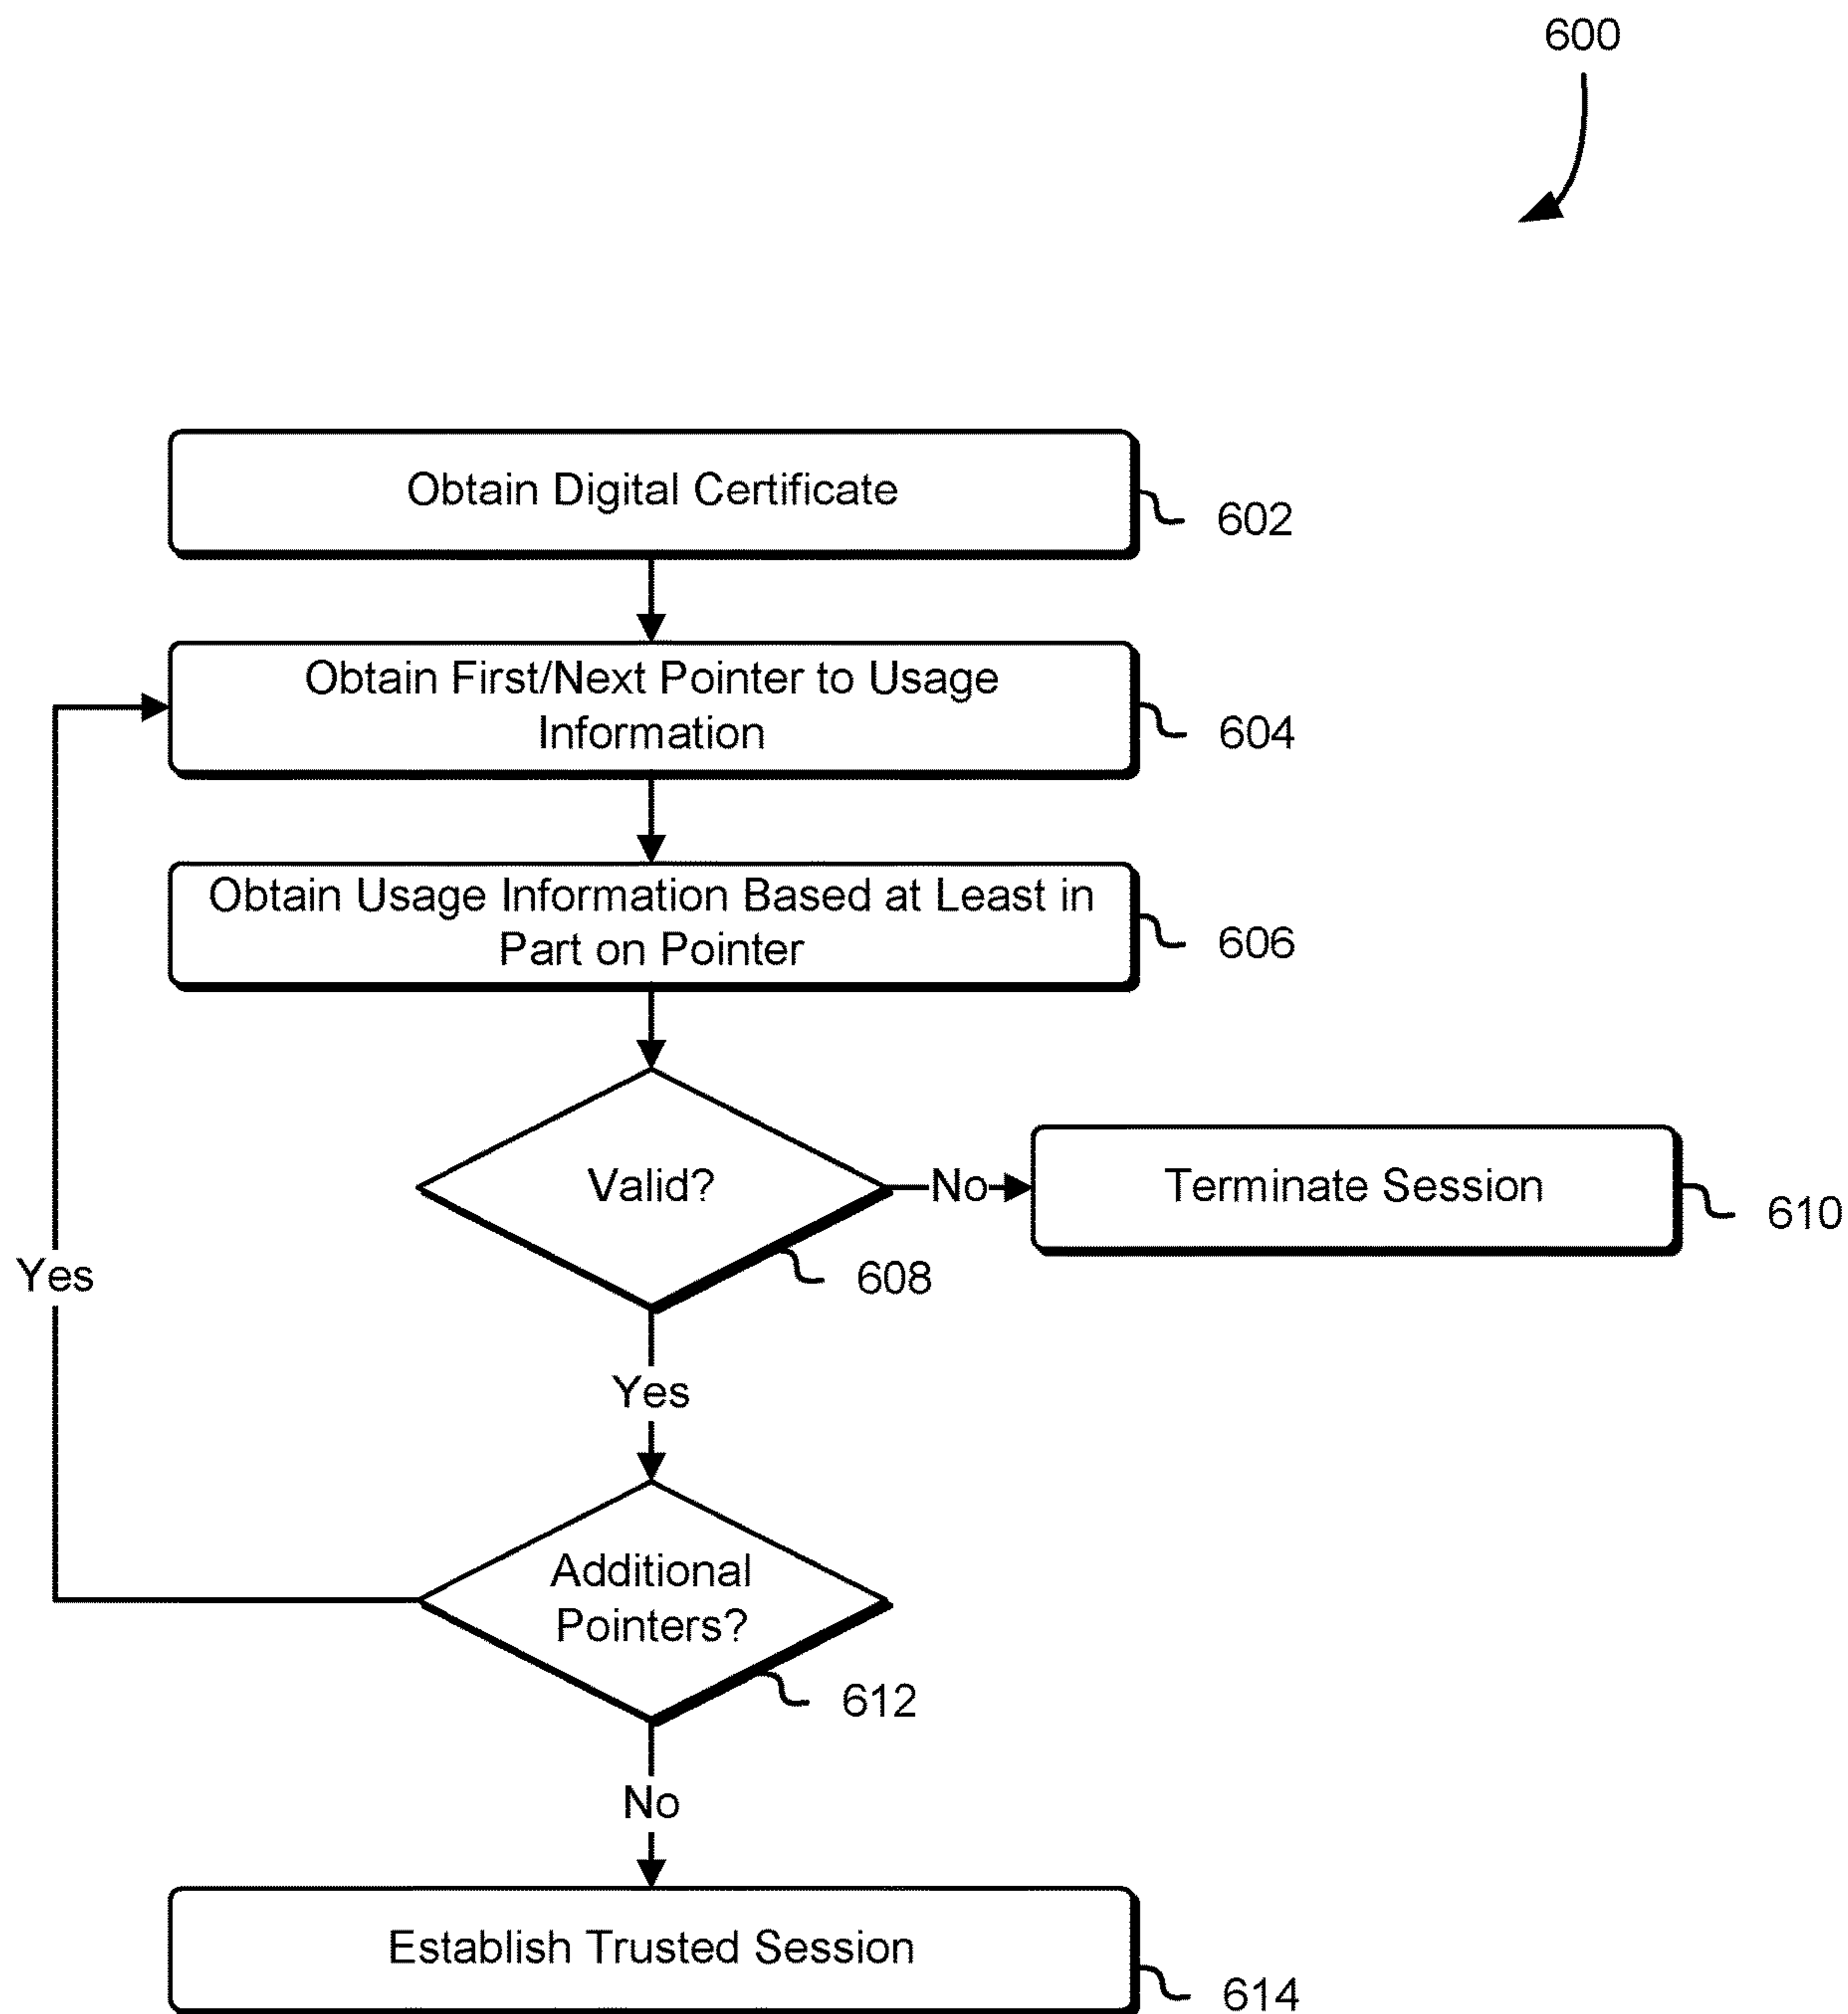 600
Obtain Digital Certificate
602
Obtain First/Next Pointer to Usage
Information
604
Obtain Usage Information Based at Least in
Part on Pointer
606
Valid?
No
Terminate Session
610
608
Yes
Yes
Additional
Pointers?
612
No
Establish Trusted Session
614